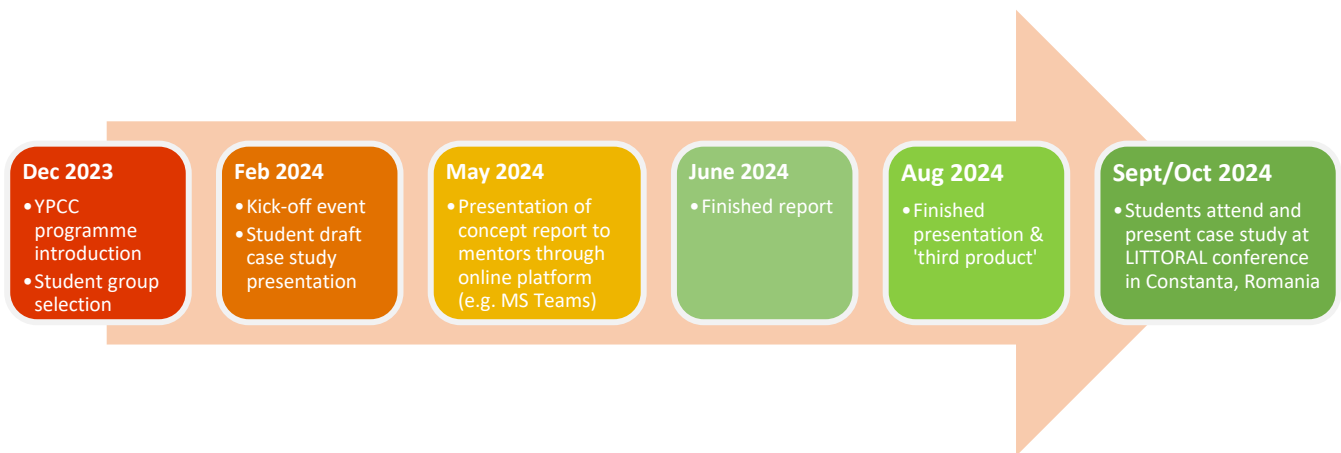 Dec 2023
•YPCC
programme
introduction
•Student group
selection
Feb 2024
•Kick-off event
•Student draft
case study
presentation
May 2024
•Presentation of
concept report to
mentors through
online platform
(e.g. MS Teams)
June 2024
•Finished report
Aug 2024
•Finished
presentation &
'third product'
Sept/Oct 2024
•Students attend and
present case study at
LITTORAL conference
in Constanta, Romania